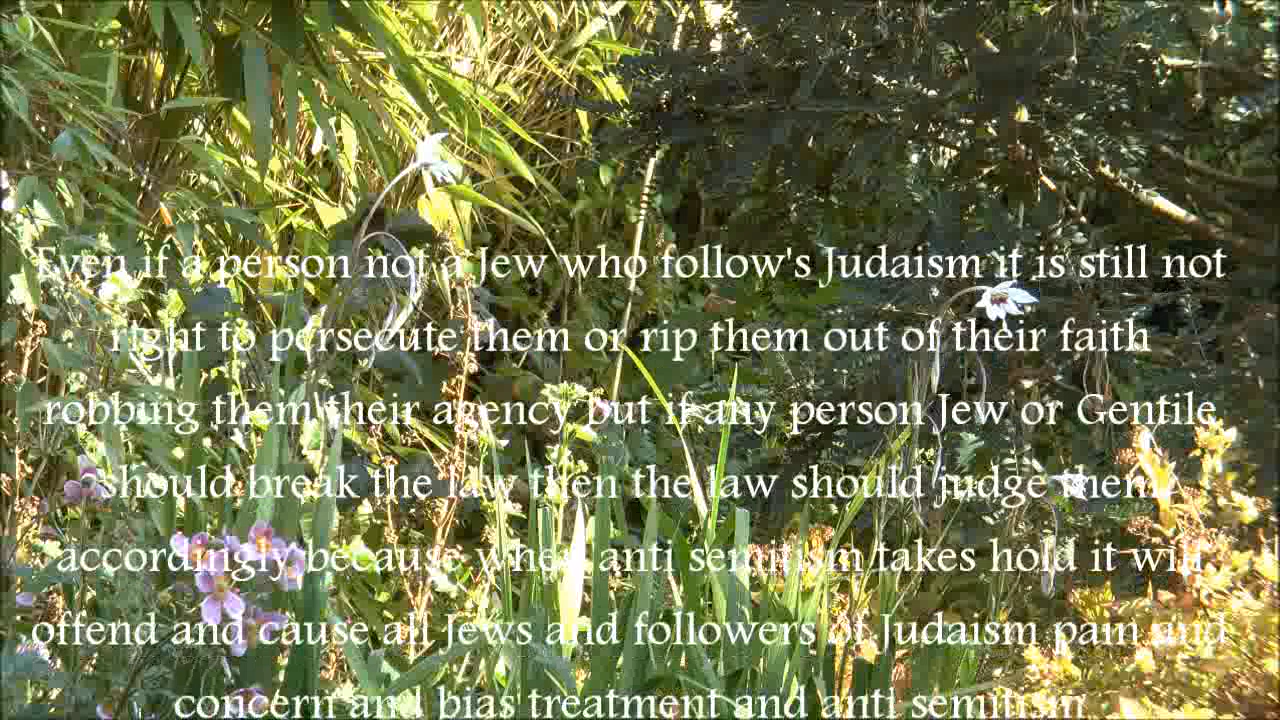 Even if a person not a Jew who follow's Judaism it is still not
right to persecute them or rip them out of their faith
robbing them their agency but if any person Jew or Gentile
should break the law then the law should judge them
accordingly because when anti semitism takes hold it will
offend and cause all Jews and followers of Judaism pain and
concern and bias treatment and anti semitism